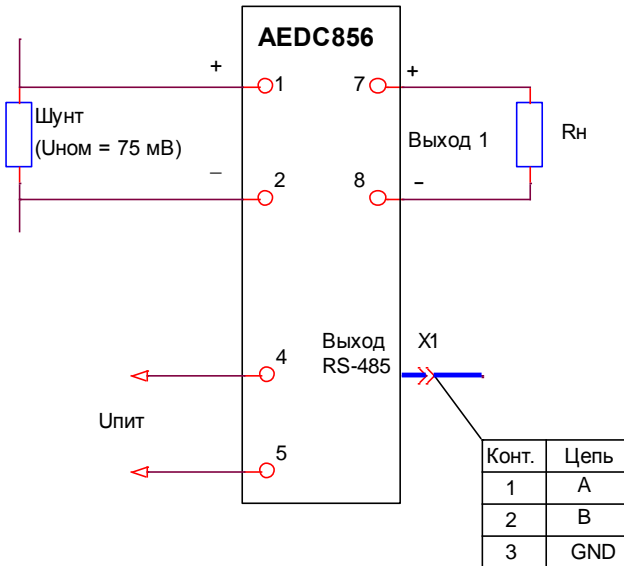 AEDC856
+
1
7
+
Шунт
(Uном = 75 мВ)
Выход 1
Rн
–
2
8
–
4
Выход
RS-485
X1
Uпит
5
Конт. Цепь
1 A
2 B
3 GND